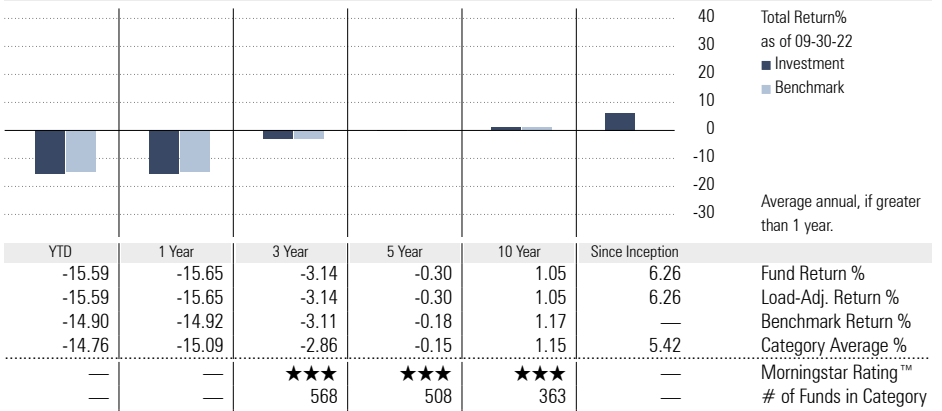 40 Total Return%
30 as of 09-30-22
20 ■ Investment
10 ■ Benchmark
0
-10
-20
-30
Average annual, if greater
than 1 year.
YTD 1 Year 3 Year 5 Year 10 Year Since Inception
-15.59 -15.65 -3.14 -0.30 1.05 6.26 Fund Return %
-15.59 -15.65 -3.14 -0.30 1.05 6.26 Load-Adj. Return %
-14.90 -14.92 -3.11 -0.18 1.17 — Benchmark Return %
-14.76 -15.09 -2.86 -0.15 1.15 5.42 Category Average %
— — ★★★ ★★★ ★★★ — Morningstar Rating™
— — 568 508 363 — # of Funds in Category